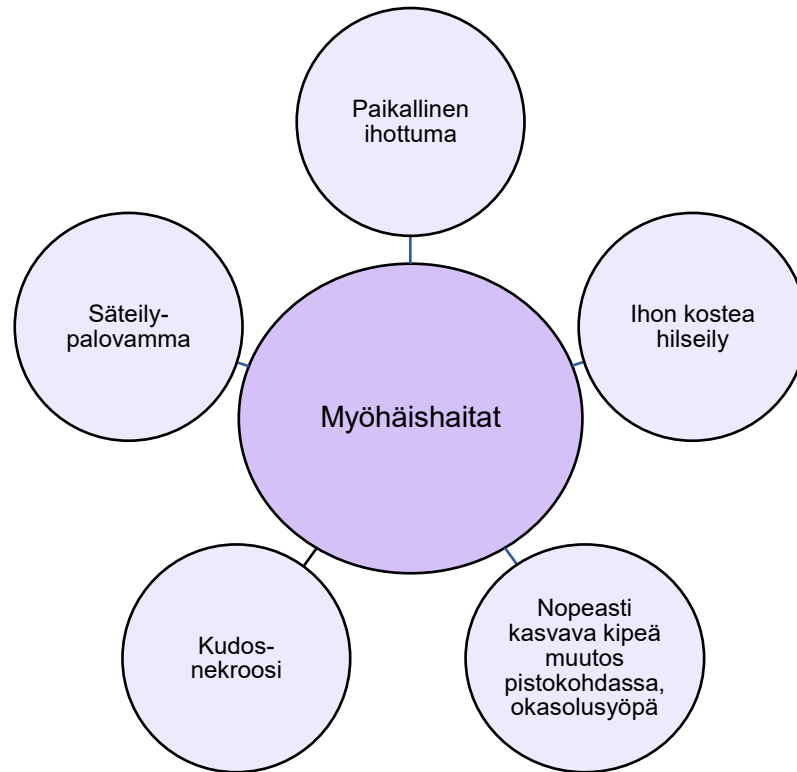 Paikallinen
ihottuma
Säteily-
palovamma
Ihon kostea
hilseily
Myöhäishaitat
Kudos-
nekroosi
Nopeasti
kasvava kipeä
muutos
pistokohdassa,
okasolusyöpä